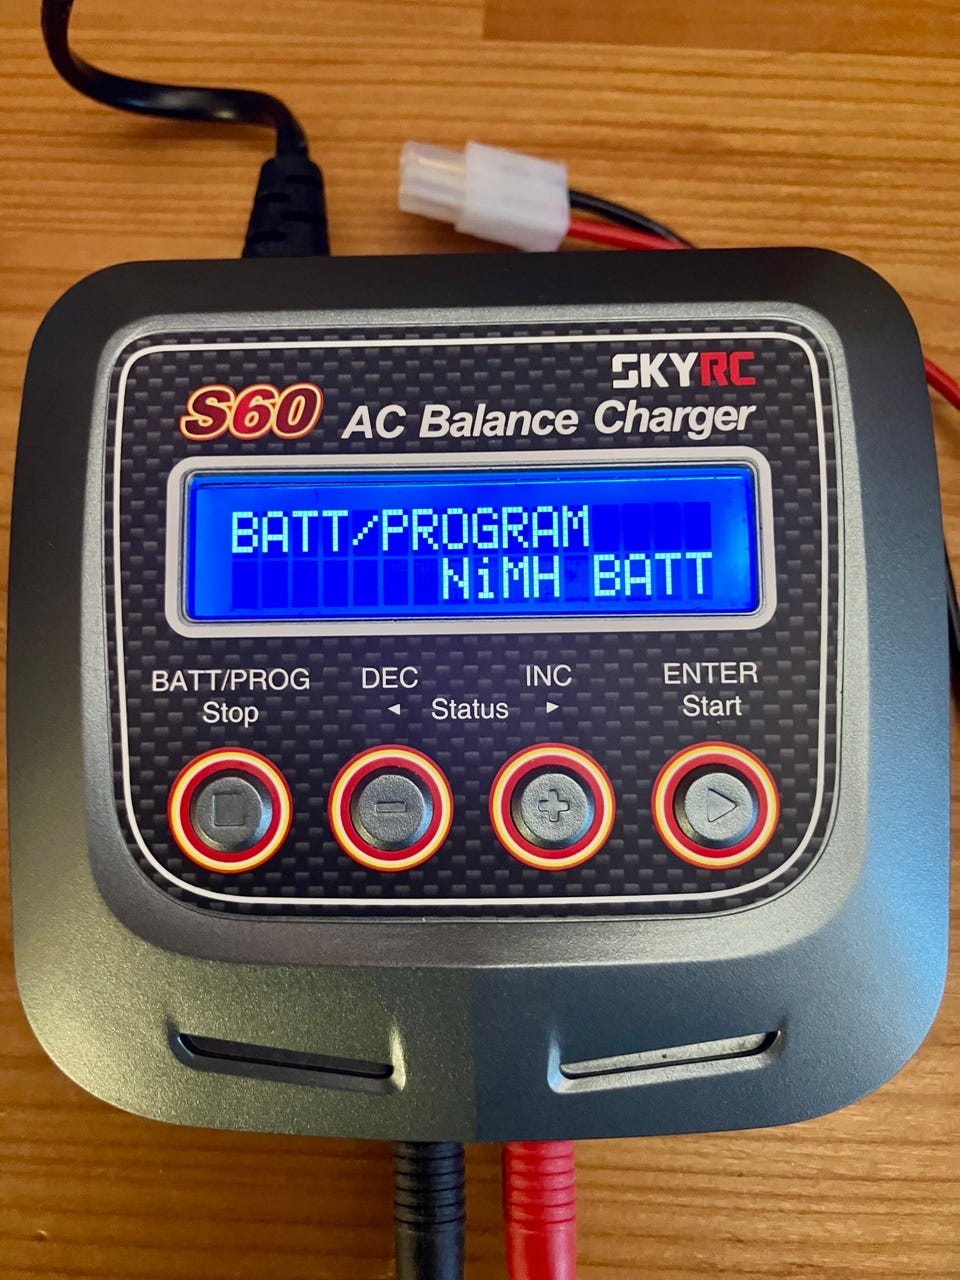 SKYRC
S60 AC Balance Charger
BATT/PROGRAM
NiMH BATT
BATT/PROG DEC INC ENTER
Stop ◄ Status ► Start